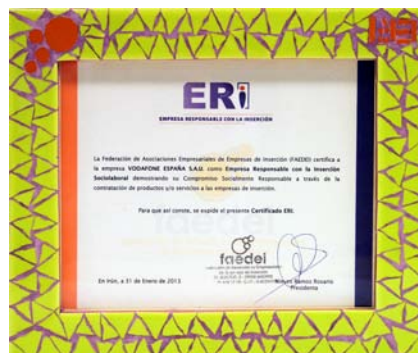 ERi
EMPRESA RESPONSABLE CON LA INSERCIÓN
La Federación de Asociaciones Empresariales de Empresas de Inserción (FAEDEI) certifica a
la empresa VODAFONE ESPAÑA S.A.U. como Empresa Responsable con la Inserción
Sociolaboral demostrando su Compromiso Socialmente Responsable a través de la
contratación de productos y/o servicios a las empresas de inserción.
Para que así conste, se expide el presente Certificado ERI.
faedei
En Irún, a 31 de Enero de 2013
Ramos Rosario
Presidenta